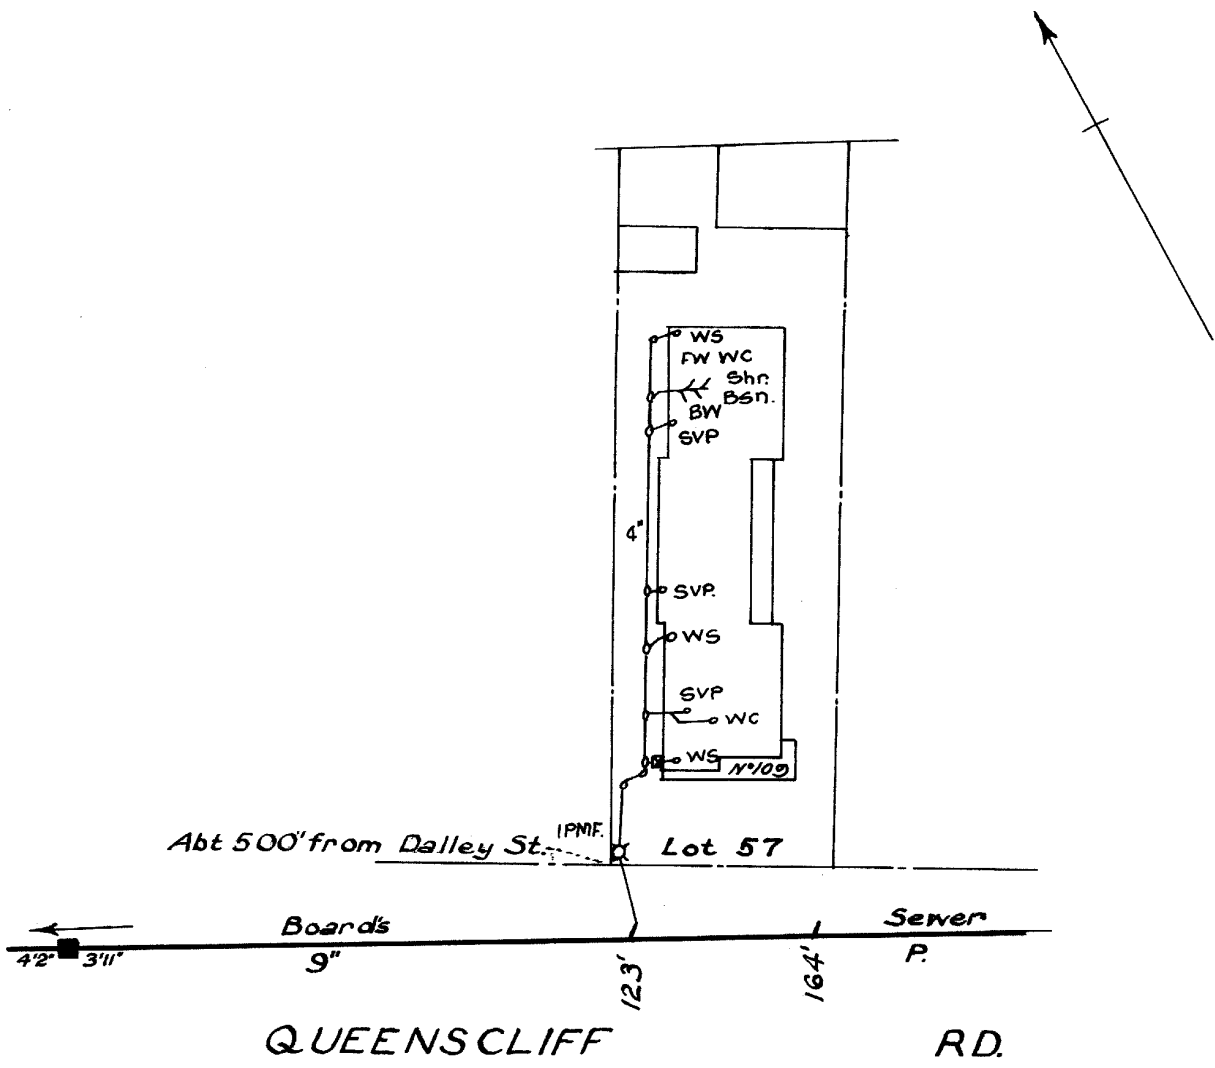 WS
FW WC
Shr.
Bsn.
BW
SVP
4"
SVP.
WS
SVP
WC
WS
Nº109
1PMF.
Abt 500' from Dalley St.
Lot 57
Board's
Sewer
4'2" 3'11"
9"
P.
123'
164'
QUEENSCLIFF RD.